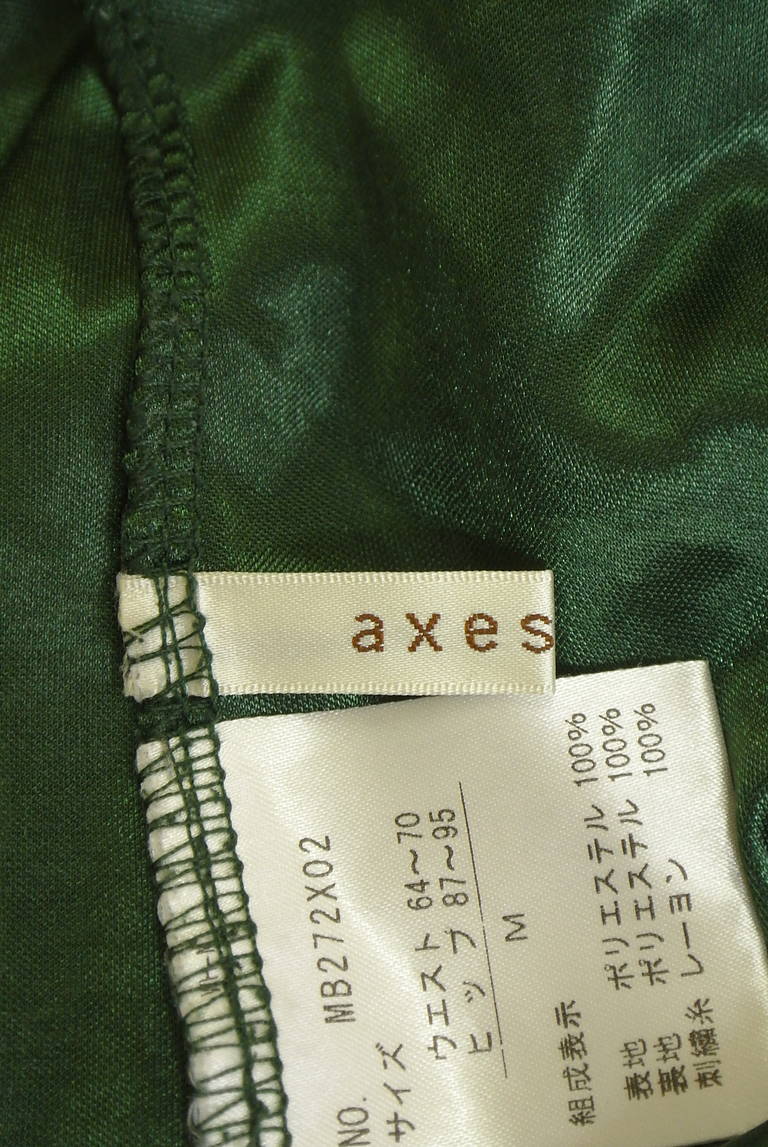 axes
NO. MB272X02
サイズ
ウエスト 64～70
ヒップ 87～95
M
組成表示
表地 ポリエステル 100%
裏地 ポリエステル 100%
刺繍糸 レーヨン 100%